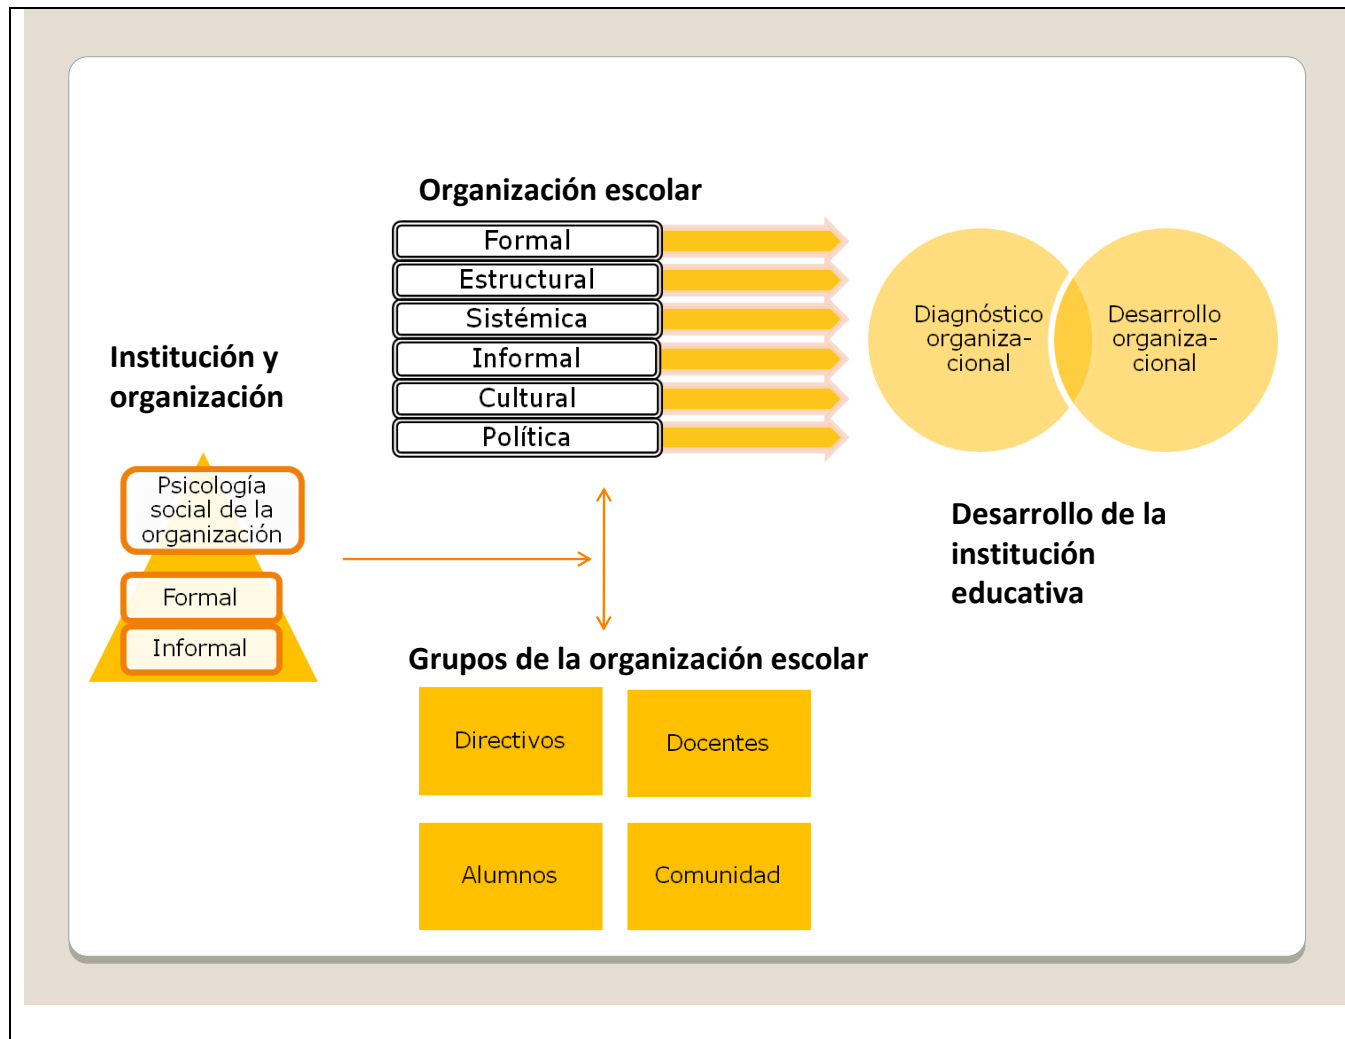 Organización escolar
Formal
Estructural
Sistémica
Informal
Cultural
Política
Diagnóstico
organiza-
cional
Desarrollo
organiza-
cional
Institución y
organización
Psicología
social de la
organización
Formal
Informal
Desarrollo de la
institución
educativa
Grupos de la organización escolar
Directivos
Docentes
Alumnos
Comunidad